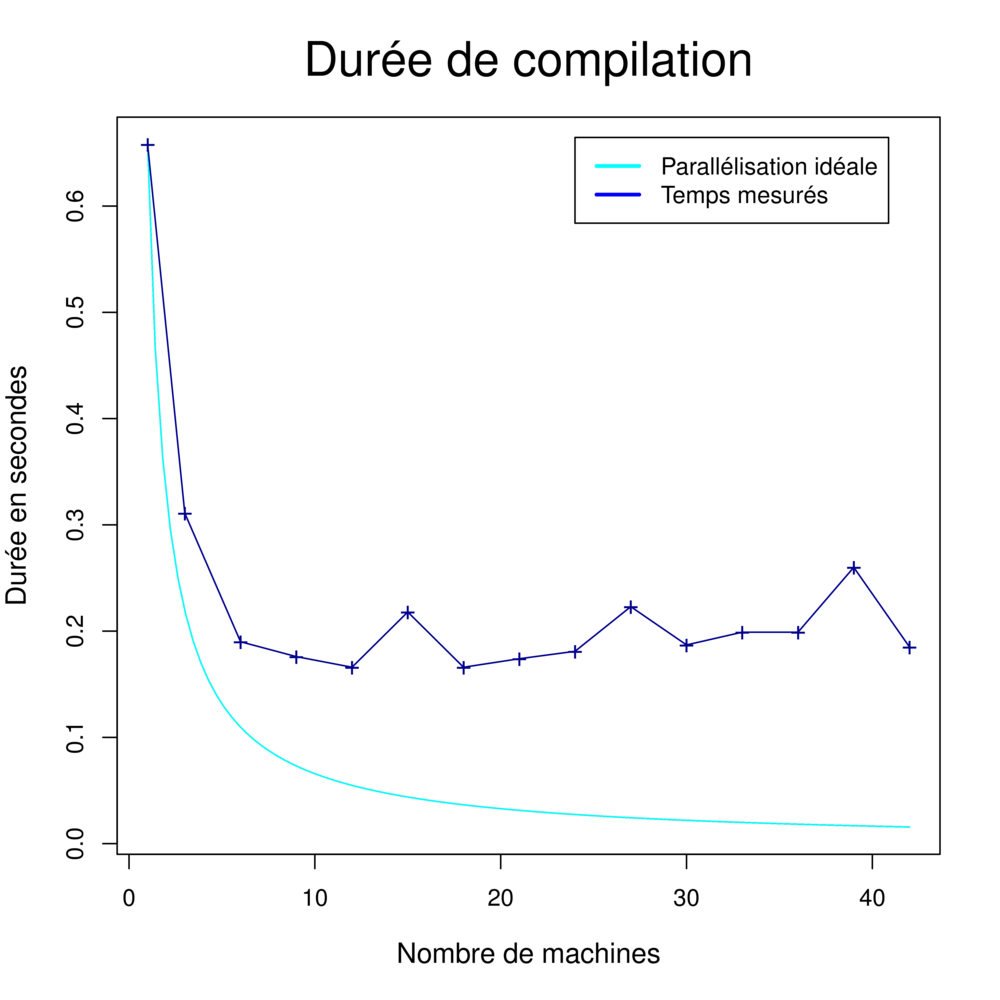 Durée de compilation
Parallélisation idéale
Temps mesurés
Durée en secondes
0.6
0.5
0.4
0.3
0.2
0.1
0.0
0 10 20 30 40
Nombre de machines